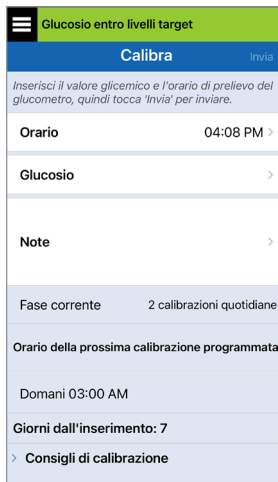 Glucosio entro livelli target
Calibra
Invia
Inserisci il valore glicemico e l'orario di prelievo del
glucometro, quindi tocca 'Invia' per inviare.
Orario
04:08 PM >
Glucosio
>
Note
>
Fase corrente
2 calibrazioni quotidiane
Orario della prossima calibrazione programmata
Domani 03:00 AM
Giorni dall'inserimento: 7
> Consigli di calibrazione